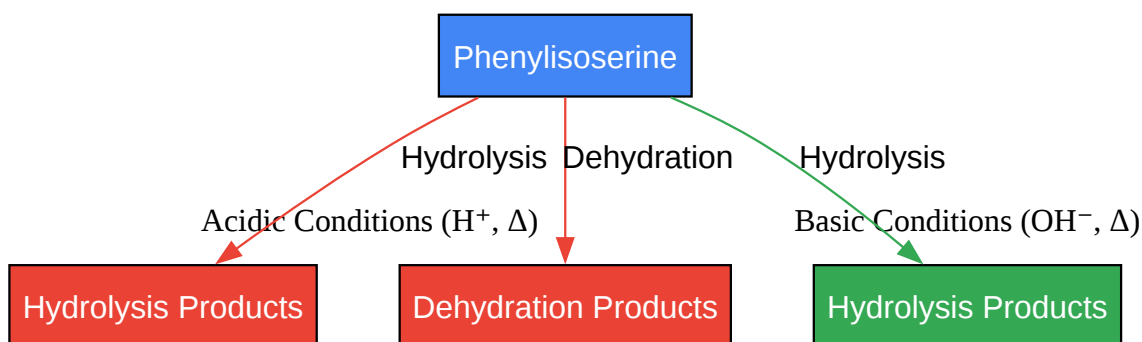 Phenylisoserine
Hydrolysis
Dehydration
Hydrolysis
Acidic Conditions (H⁺, Δ)
Basic Conditions (OH⁻, Δ)
Hydrolysis Products
Dehydration Products
Hydrolysis Products